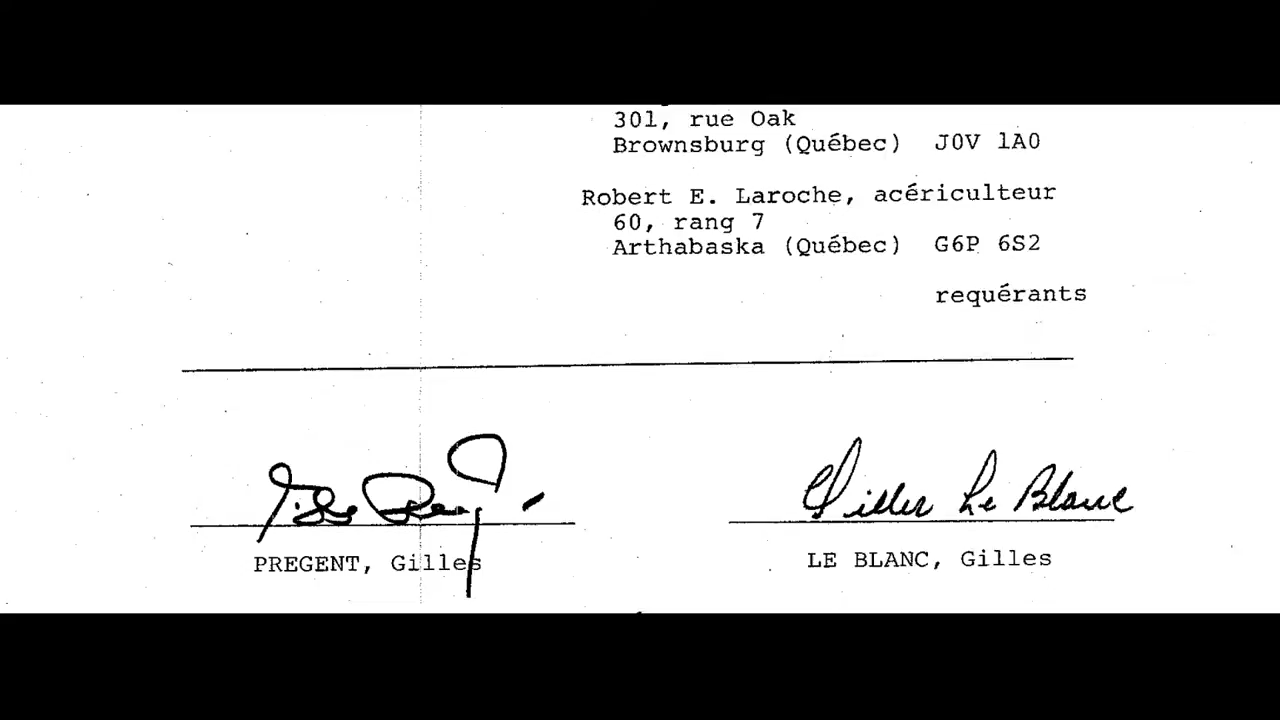 301, rue Oak
Brownsburg (Québec) J0V 1A0
Robert E. Laroche, acériculteur
60, rang 7
Arthabaska (Québec) G6P 6S2
requérants
Gilles Le Blanc
PREGENT, Gilles
LE BLANC, Gilles